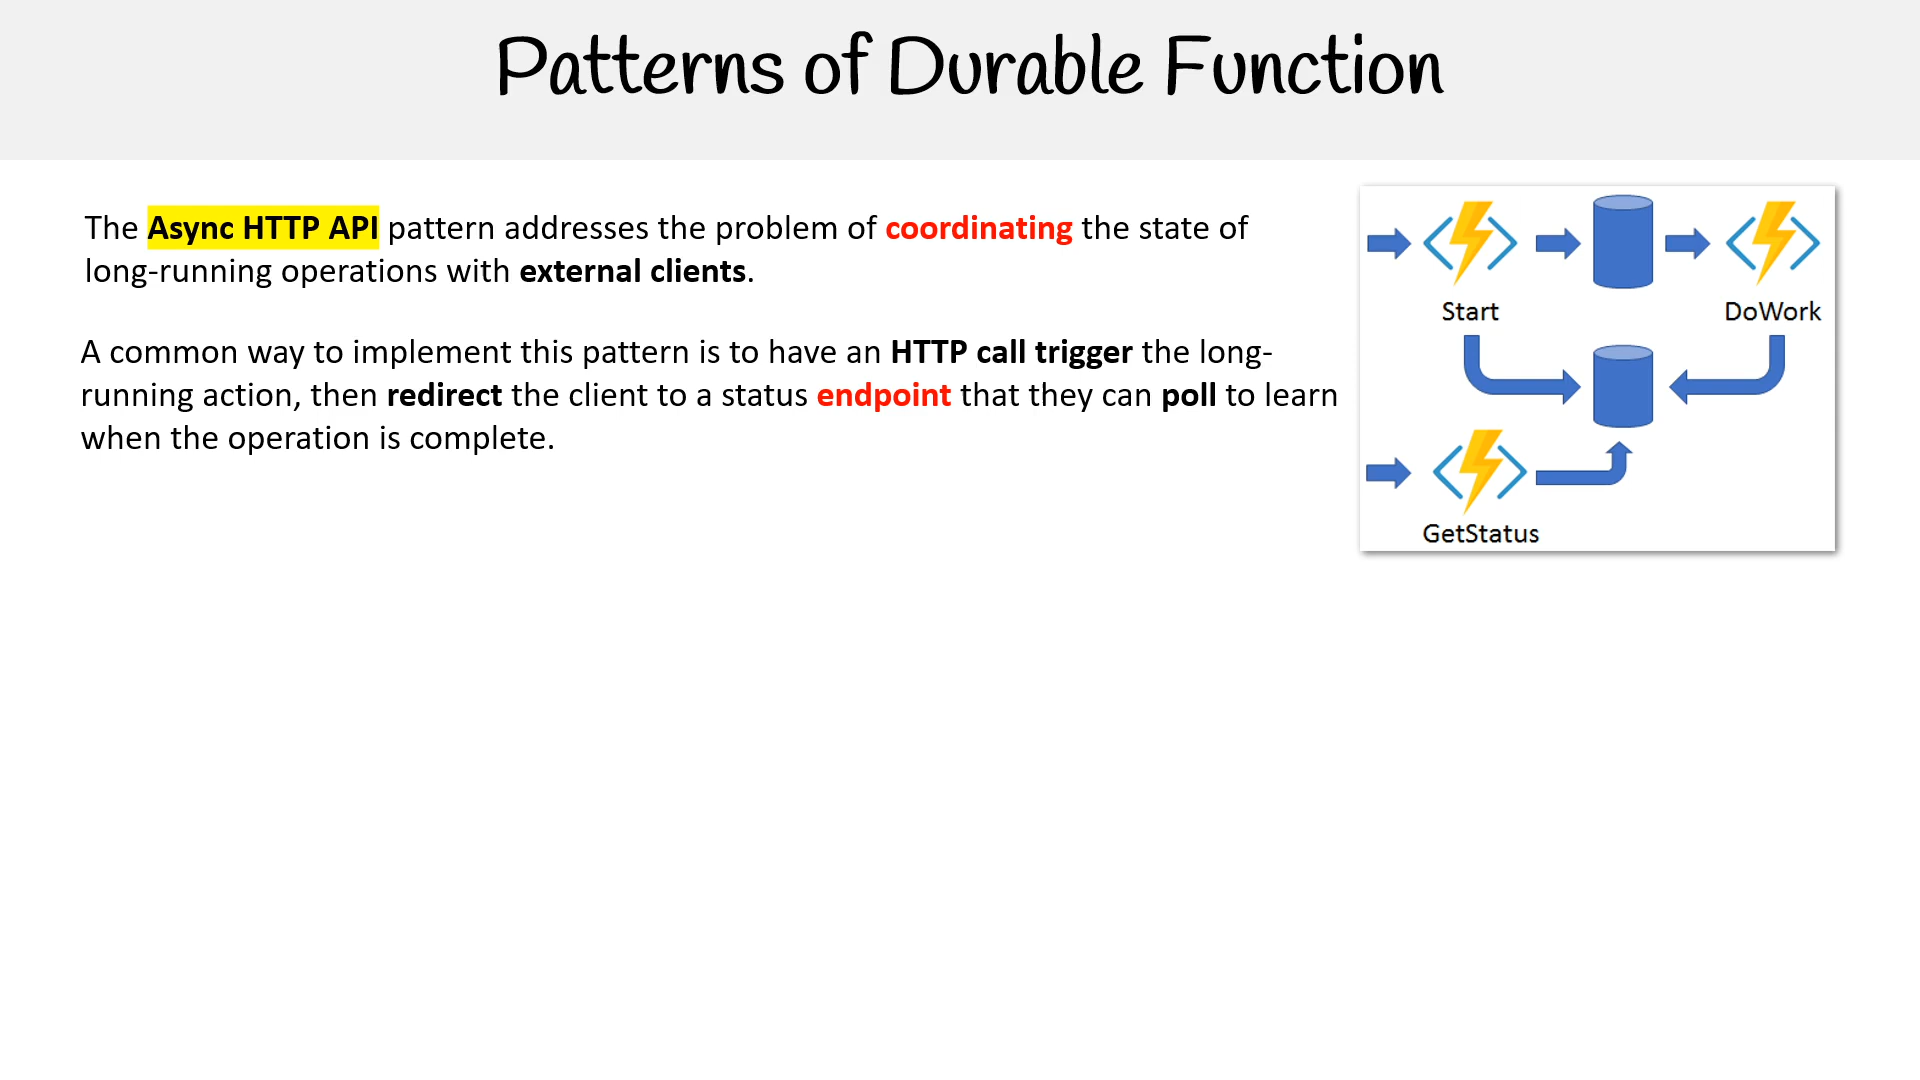 Patterns of Durable Function
The Async HTTP API pattern addresses the problem of coordinating the state of
long-running operations with external clients.
A common way to implement this pattern is to have an HTTP call trigger the long-
running action, then redirect the client to a status endpoint that they can poll to learn
when the operation is complete.
Start
DoWork
GetStatus